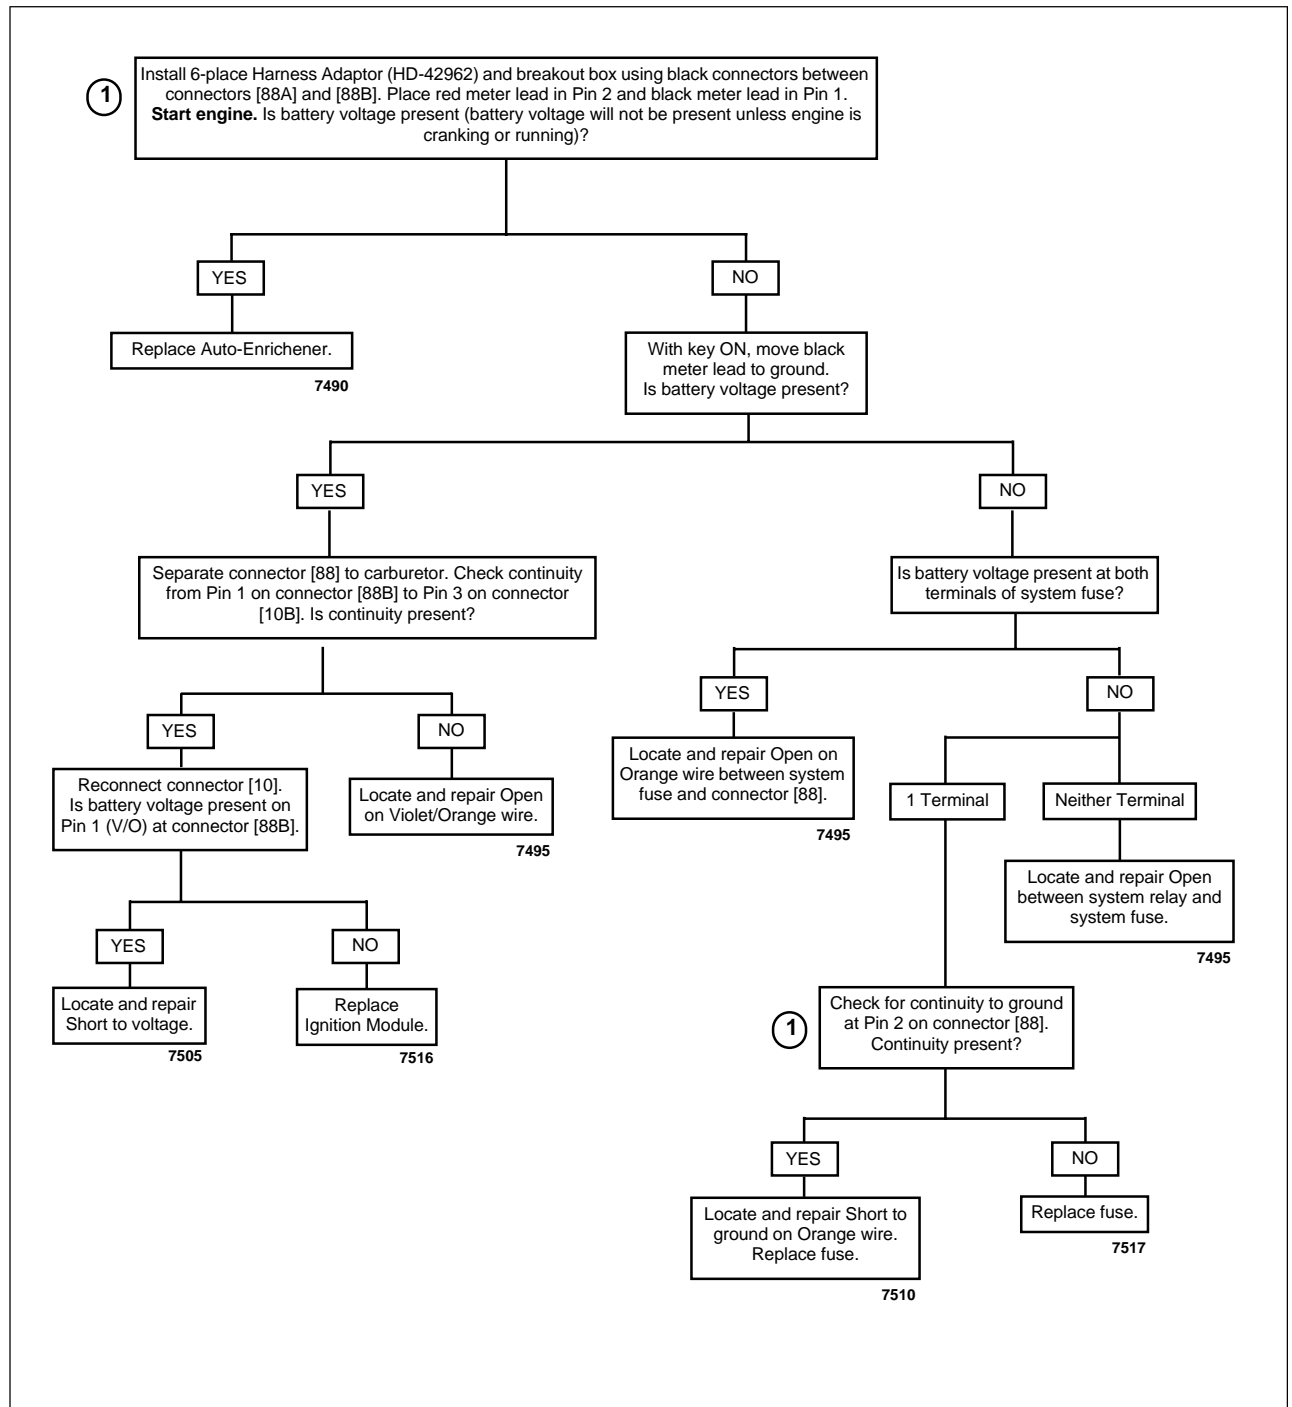 1
Install 6-place Harness Adaptor (HD-42962) and breakout box using black connectors between
connectors [88A] and [88B]. Place red meter lead in Pin 2 and black meter lead in Pin 1.
Start engine. Is battery voltage present (battery voltage will not be present unless engine is
cranking or running)?
YES
NO
Replace Auto-Enrichener.
7490
With key ON, move black
meter lead to ground.
Is battery voltage present?
YES
NO
Separate connector [88] to carburetor. Check continuity
from Pin 1 on connector [88B] to Pin 3 on connector
[10B]. Is continuity present?
Is battery voltage present at both
terminals of system fuse?
YES
NO
YES
NO
Reconnect connector [10].
Is battery voltage present on
Pin 1 (V/O) at connector [88B].
Locate and repair Open
on Violet/Orange wire.
7495
Locate and repair Open on
Orange wire between system
fuse and connector [88].
7495
1 Terminal
Neither Terminal
Locate and repair Open
between system relay and
system fuse.
7495
YES
NO
Locate and repair
Short to voltage.
7505
Replace
Ignition Module.
7516
1
Check for continuity to ground
at Pin 2 on connector [88].
Continuity present?
YES
NO
Locate and repair Short to
ground on Orange wire.
Replace fuse.
7510
Replace fuse.
7517